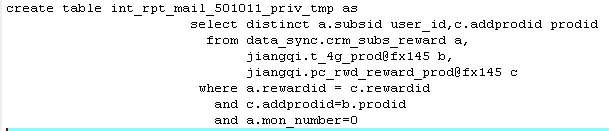 create table int_rpt_mail_501011_priv_tmp as
select distinct a.subsid user_id,c.addprodid prodid
from data_sync.crm_subs_reward a,
jiangqi.t_4g_prod@fx145 b,
jiangqi.pc_rwd_reward_prod@fx145 c
where a.rewardid = c.rewardid
and c.addprodid=b.prodid
and a.mon_number=0